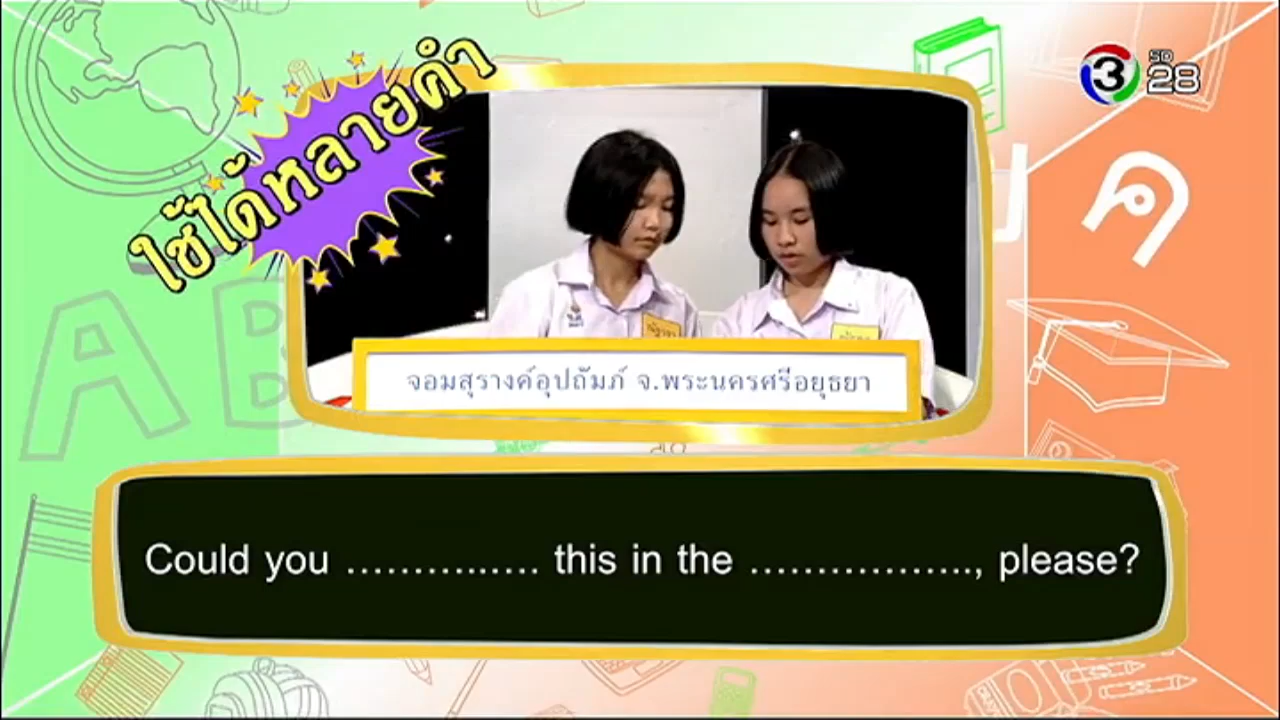 ใช้ได้หลายคำ
3 SD
28
ค
AB
จอมสุรางค์อุปถัมภ์ จ.พระนครศรีอยุธยา
Could you ................ this in the ..................., please?